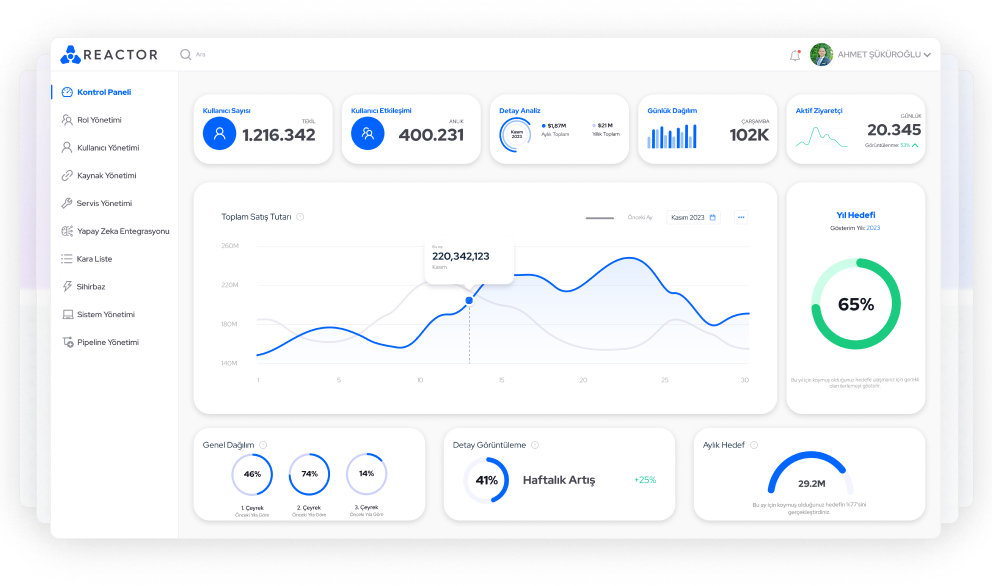 REACTOR
Ara
AHMET ŞÜKÜROĞLU
Kontrol Paneli
Rol Yönetimi
Kullanıcı Yönetimi
Kaynak Yönetimi
Servis Yönetimi
Yapay Zeka Entegrasyonu
Kara Liste
Sihirbaz
Sistem Yönetimi
Pipeline Yönetimi
Kullanıcı Sayısı
TEKİL
1.216.342
Kullanıcı Etkileşimi
ANLIK
400.231
Detay Analiz
Kasım
2023
$1,87M
Aylık Toplam
$21 M
Yıllık Toplam
Günlük Dağılım
ÇARŞAMBA
102K
Aktif Ziyaretçi
GÜNLÜK
20.345
Görüntülenme: 53%
Toplam Satış Tutarı
Önceki Ay
Kasım 2023
260M
220M
180M
140M
Bu ay
220,342,123
Kasım
1 5 10 15 20 25 30
Yıl Hedefi
Gösterim Yılı: 2023
65%
Bu yıl için koymuş olduğunuz hedefe ulaşmanız için gerekli
olan ilerlemeyi gösterir.
Genel Dağılım
46%
1. Çeyrek
Önceki Yıla Göre
74%
2. Çeyrek
Önceki Yıla Göre
14%
3. Çeyrek
Önceki Yıla Göre
Detay Görüntüleme
41%
Haftalık Artış
+25%
Aylık Hedef
29.2M
Bu ay için koymuş olduğunuz hedefin %77'sini
gerçekleştirdiniz.